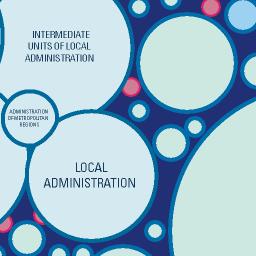 INTERMEDIATE
UNITS OF LOCAL
ADMINISTRATION
ADMINISTRATION
OF METROPOLITAN
REGIONS
LOCAL
ADMINISTRATION